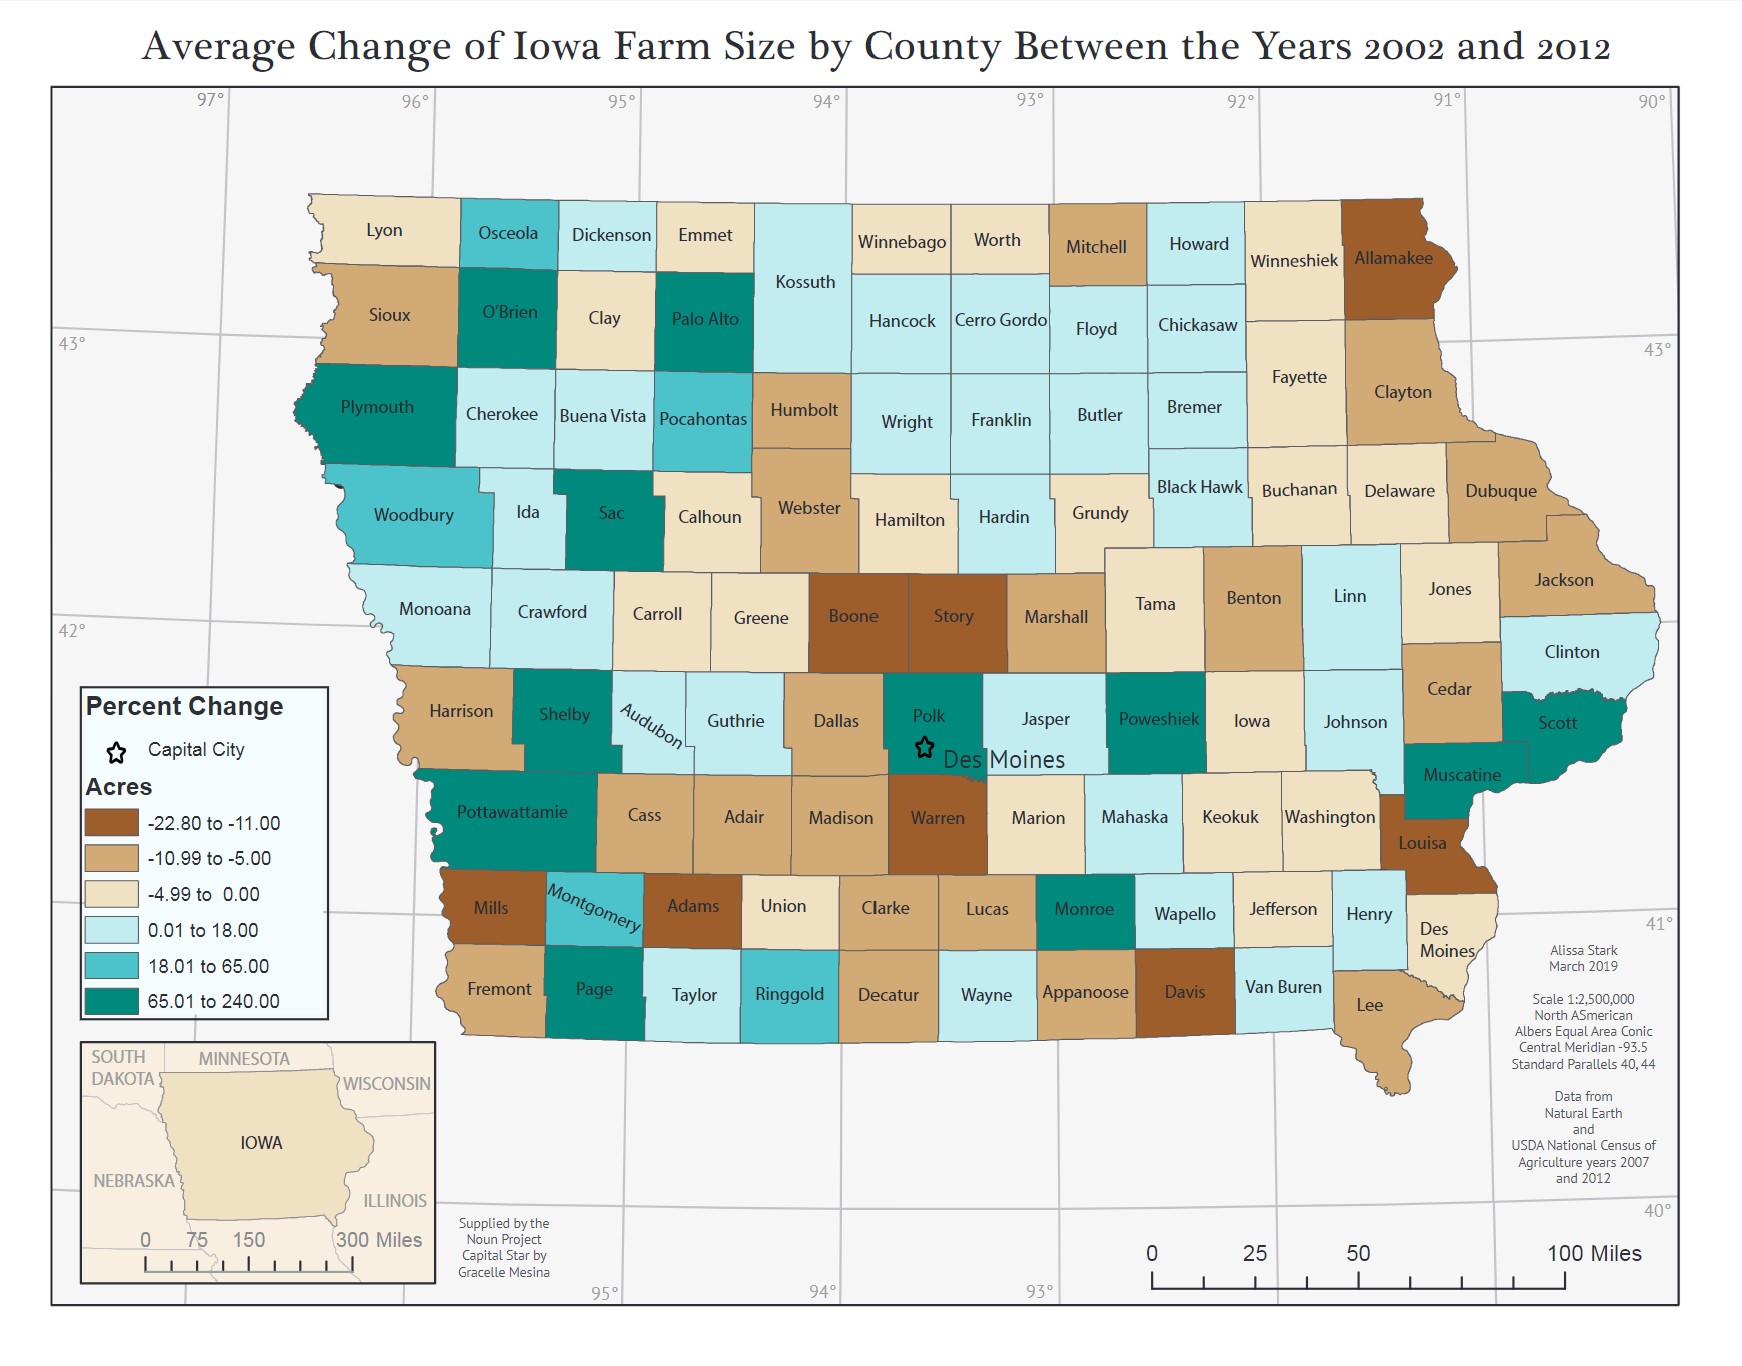 Average Change of Iowa Farm Size by County Between the Years 2002 and 2012
97° 96° 95° 94° 93° 92° 91° 90°
Lyon Osceola Dickenson Emmet Kossuth Winnebago Worth Mitchell Howard Winneshiek Allamakee
Sioux O'Brien Clay Palo Alto Hancock Cerro Gordo Floyd Chickasaw
43° 43°
Plymouth Cherokee Buena Vista Pocahontas Humbolt Wright Franklin Butler Bremer Fayette Clayton
Woodbury Ida Sac Calhoun Webster Hamilton Hardin Grundy Black Hawk Buchanan Delaware Dubuque
Monoana Crawford Carroll Greene Boone Story Marshall Tama Benton Linn Jones Jackson
42°
Clinton
Harrison Shelby Audubon Guthrie Dallas Polk Jasper Poweshiek Iowa Johnson Cedar Scott
Des Moines
Muscatine
Pottawattamie Cass Adair Madison Warren Marion Mahaska Keokuk Washington Louisa
Mills Montgomery Adams Union Clarke Lucas Monroe Wapello Jefferson Henry
Des
Moines
41°
Fremont Page Taylor Ringgold Decatur Wayne Appanoose Davis Van Buren Lee
Percent Change
Capital City
Acres
-22.80 to -11.00
-10.99 to -5.00
-4.99 to 0.00
0.01 to 18.00
18.01 to 65.00
65.01 to 240.00
Alissa Stark
March 2019
Scale 1:2,500,000
North ASmerican
Albers Equal Area Conic
Central Meridian -93.5
Standard Parallels 40, 44
Data from
Natural Earth
and
USDA National Census of
Agriculture years 2007
and 2012
SOUTH
DAKOTA
MINNESOTA
WISCONSIN
IOWA
NEBRASKA
ILLINOIS
0 75 150 300 Miles
40°
Supplied by the
Noun Project
Capital Star by
Gracelle Mesina
0 25 50 100 Miles
95° 94° 93°